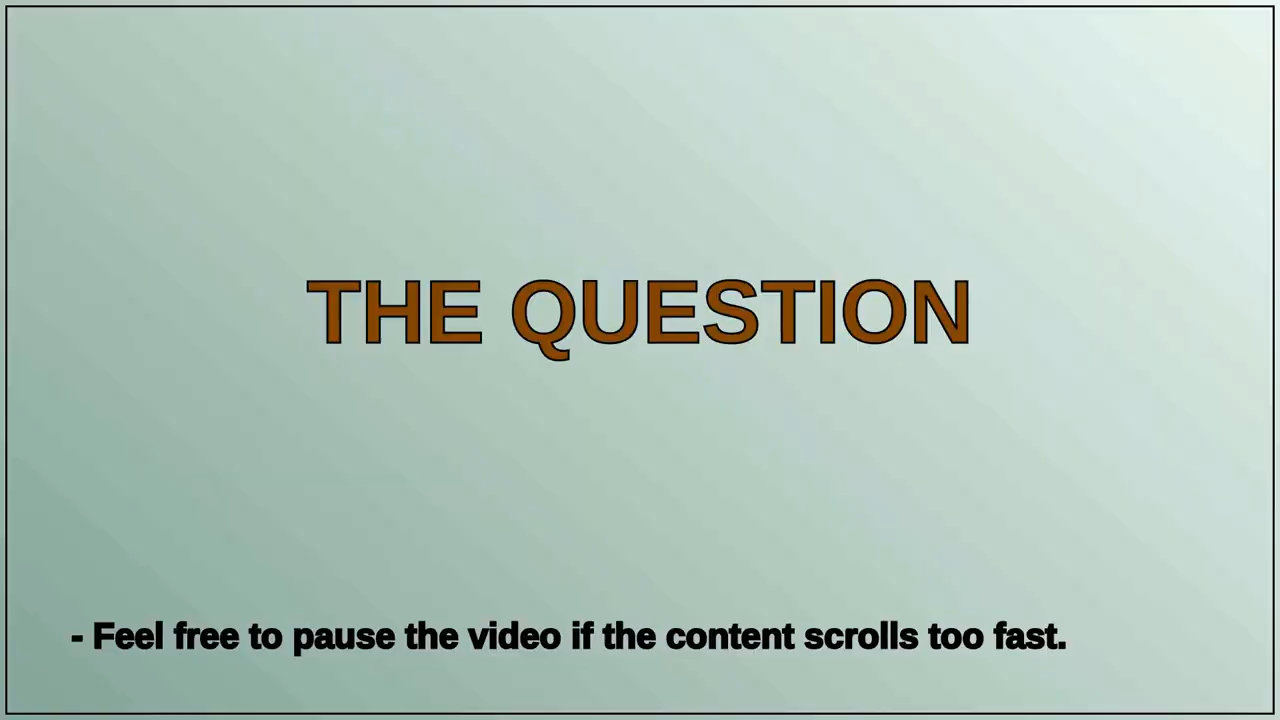 THE QUESTION
- Feel free to pause the video if the content scrolls too fast.